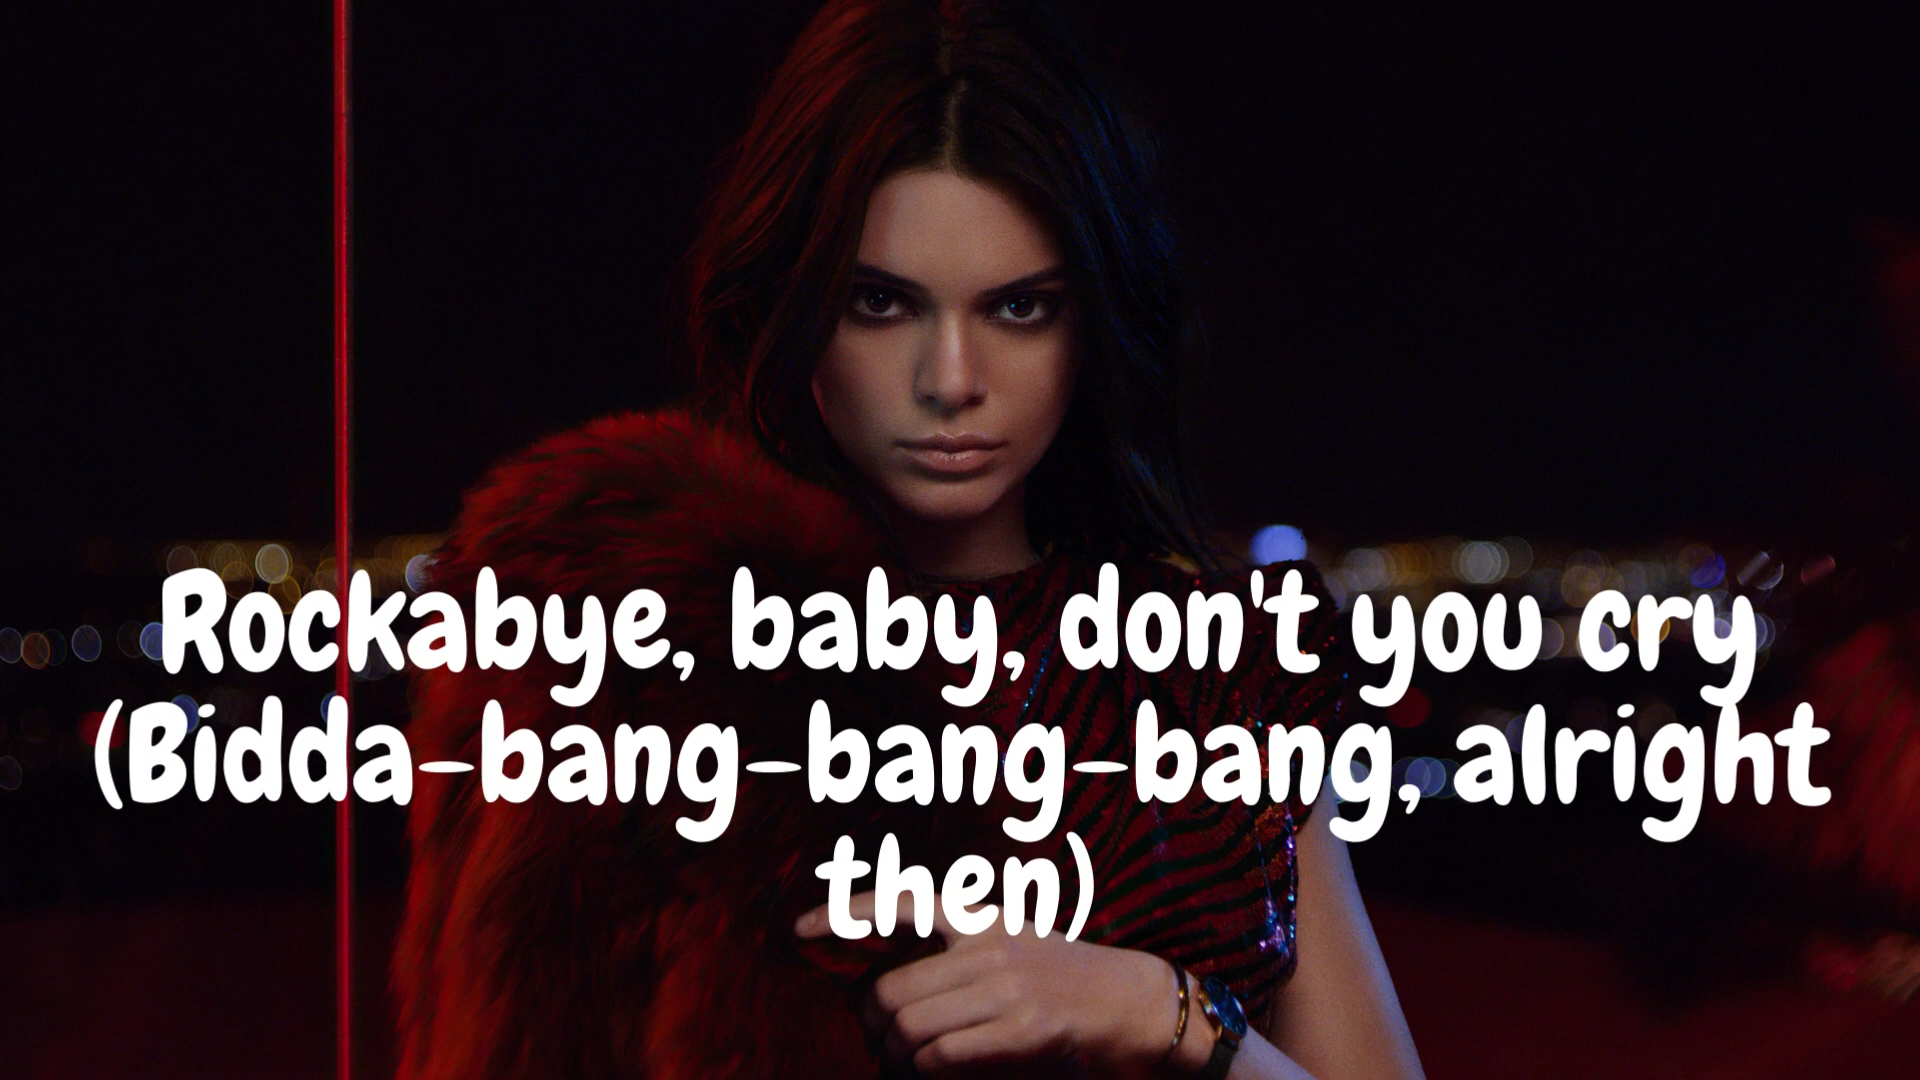 Rockabye, baby, don't you cry
(Bidda-bang-bang-bang, alright
then)